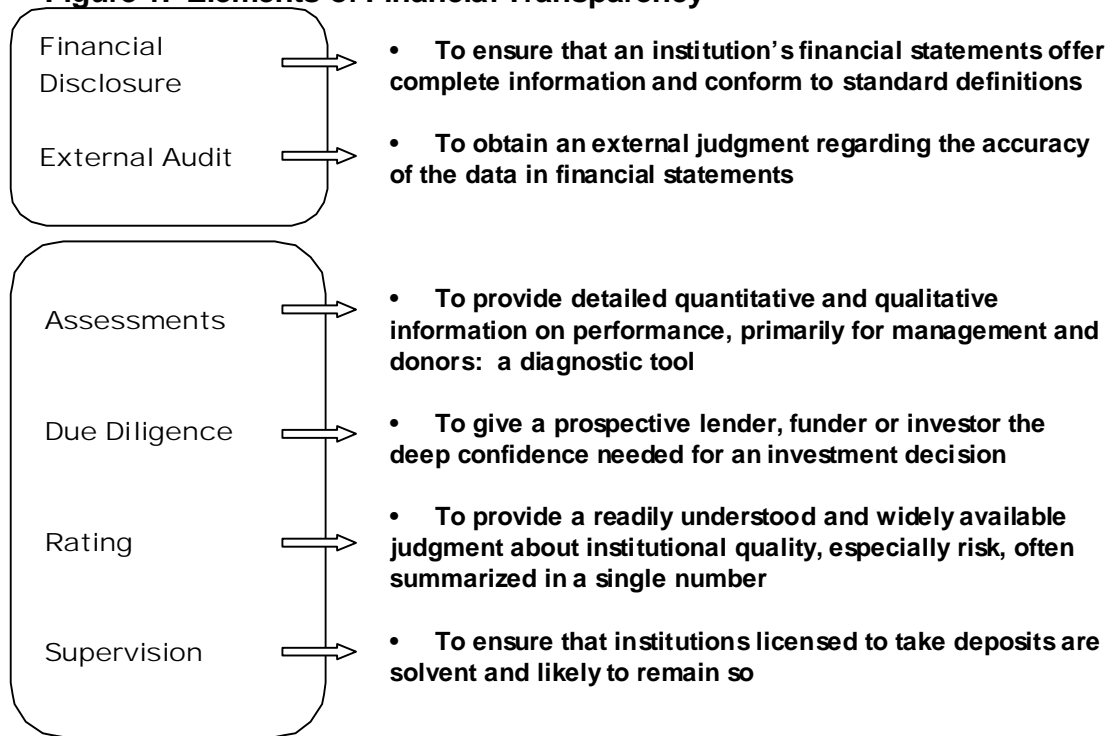 Figure 1: Elements of Financial Transparency
Financial
Disclosure
• To ensure that an institution’s financial statements offer
complete information and conform to standard definitions
External Audit
• To obtain an external judgment regarding the accuracy
of the data in financial statements
Assessments
• To provide detailed quantitative and qualitative
information on performance, primarily for management and
donors: a diagnostic tool
Due Diligence
• To give a prospective lender, funder or investor the
deep confidence needed for an investment decision
Rating
• To provide a readily understood and widely available
judgment about institutional quality, especially risk, often
summarized in a single number
Supervision
• To ensure that institutions licensed to take deposits are
solvent and likely to remain so